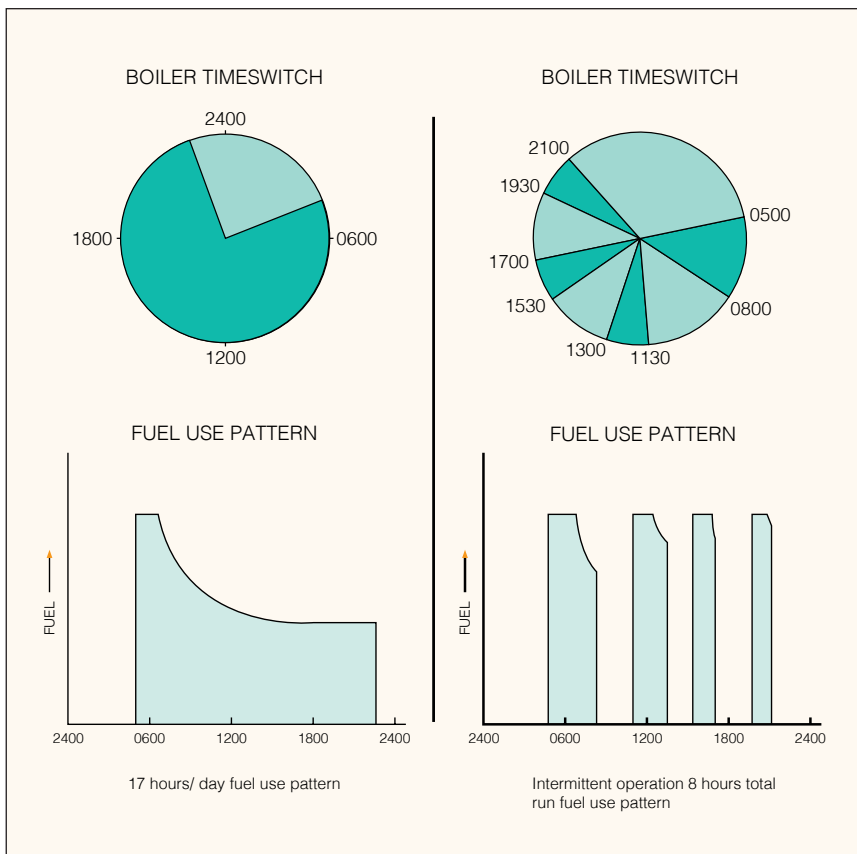 BOILER TIMESWITCH
2400
1800
0600
1200
FUEL USE PATTERN
FUEL
2400 0600 1200 1800 2400
17 hours/ day fuel use pattern
BOILER TIMESWITCH
2100
1930
0500
1700
1530
0800
1300
1130
FUEL USE PATTERN
FUEL
2400 0600 1200 1800 2400
Intermittent operation 8 hours total
run fuel use pattern